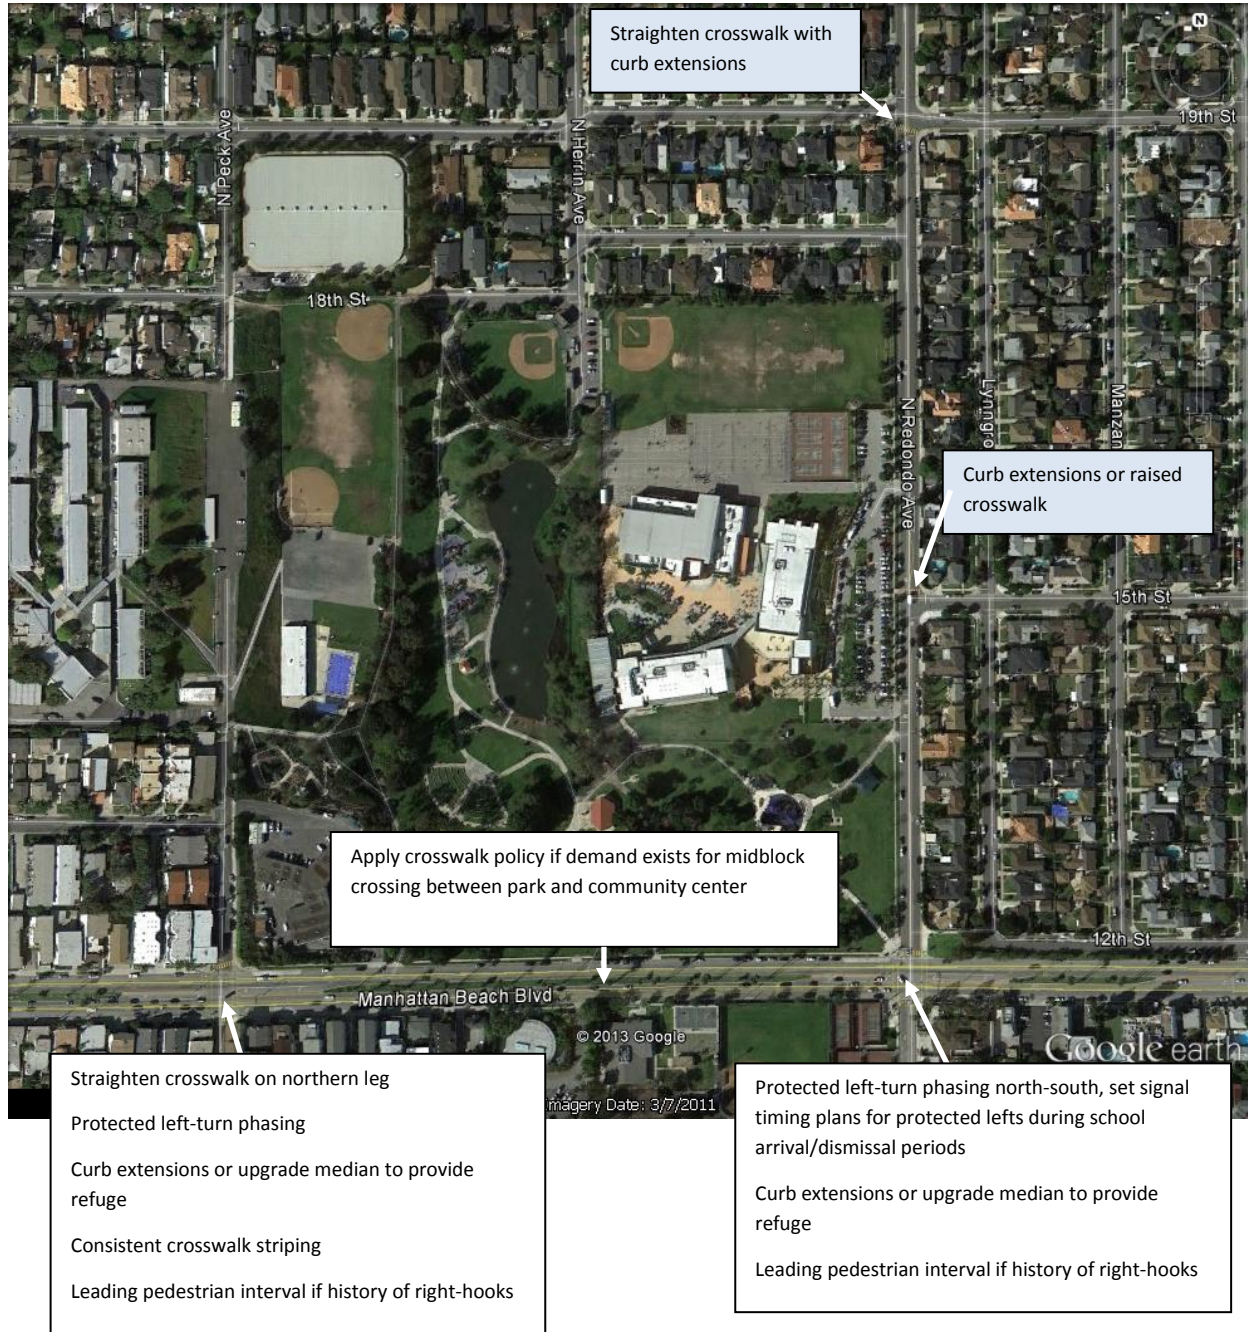 Straighten crosswalk with
curb extensions
N
19th St
N Peck Ave
N Herrin Ave
18th St
N Redondo Ave
Lynngro
Manzan
Curb extensions or raised
crosswalk
15th St
Apply crosswalk policy if demand exists for midblock
crossing between park and community center
12th St
Manhattan Beach Blvd
© 2013 Google
Google earth
Imagery Date: 3/7/2011
Straighten crosswalk on northern leg
Protected left-turn phasing
Curb extensions or upgrade median to provide
refuge
Consistent crosswalk striping
Leading pedestrian interval if history of right-hooks
Protected left-turn phasing north-south, set signal
timing plans for protected lefts during school
arrival/dismissal periods
Curb extensions or upgrade median to provide
refuge
Leading pedestrian interval if history of right-hooks